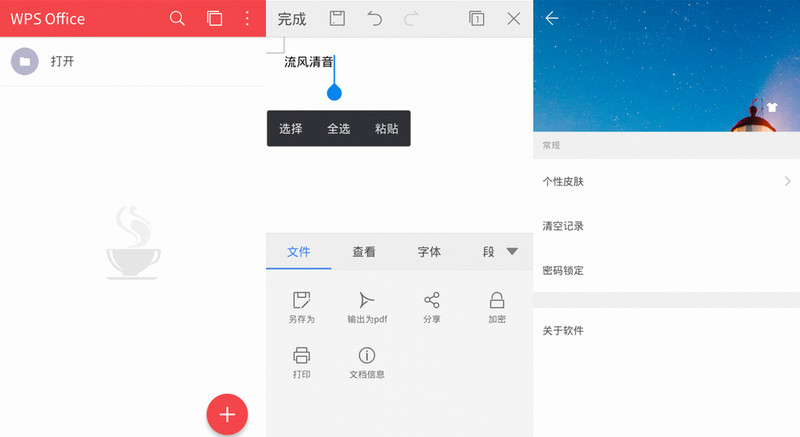 WPS Office
打开
完成
1
流风清音
选择 全选 粘贴
文件 查看 字体 段
另存为 输出为pdf 分享 加密
打印 文档信息
常规
个性皮肤
清空记录
密码锁定
关于软件